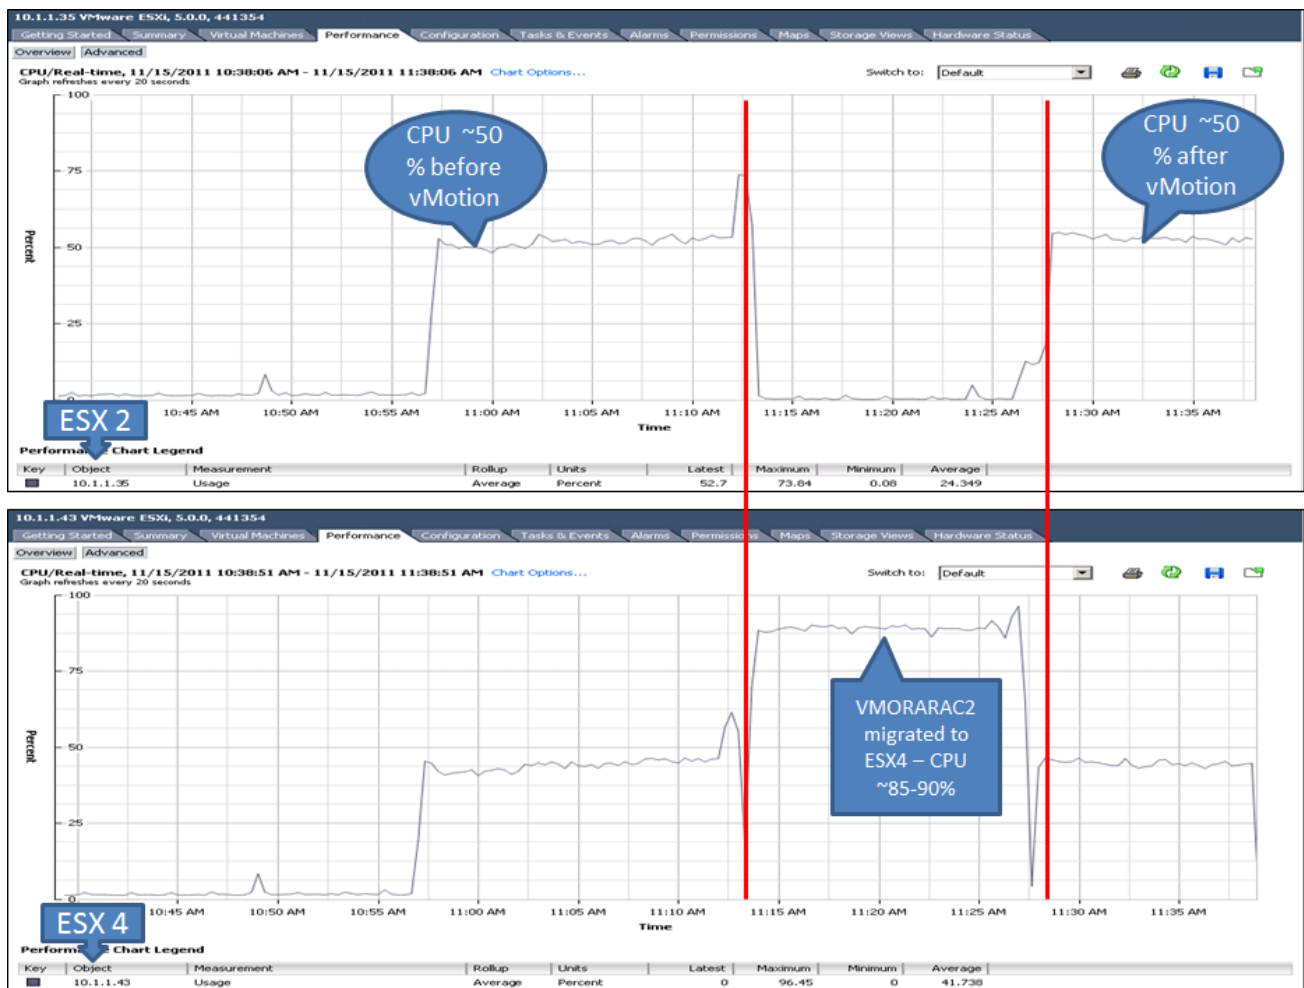 10.1.1.35 VMware ESXi, 5.0.0, 441354
Getting Started Summary Virtual Machines Performance Configuration Tasks & Events Alarms Permissions Maps Storage Views Hardware Status
Overview Advanced
CPU/Real-time, 11/15/2011 10:38:06 AM - 11/15/2011 11:38:06 AM Chart Options... Switch to: Default
Graph refreshes every 20 seconds
100
CPU ~50
% before
vMotion
CPU ~50
% after
vMotion
75
Percent
50
25
0
10:45 AM 10:50 AM 10:55 AM 11:00 AM 11:05 AM 11:10 AM 11:15 AM 11:20 AM 11:25 AM 11:30 AM 11:35 AM
ESX 2
Time
Performance Chart Legend
Key Object Measurement Rollup Units Latest Maximum Minimum Average
10.1.1.35 Usage Average Percent 52.7 73.84 0.08 24.349
10.1.1.43 VMware ESXi, 5.0.0, 441354
Getting Started Summary Virtual Machines Performance Configuration Tasks & Events Alarms Permissions Maps Storage Views Hardware Status
Overview Advanced
CPU/Real-time, 11/15/2011 10:38:51 AM - 11/15/2011 11:38:51 AM Chart Options... Switch to: Default
Graph refreshes every 20 seconds
100
75
VMORARAC2
migrated to
ESX4 – CPU
~85-90%
Percent
50
25
0
10:45 AM 10:50 AM 10:55 AM 11:00 AM 11:05 AM 11:10 AM 11:15 AM 11:20 AM 11:25 AM 11:30 AM 11:35 AM
ESX 4
Time
Performance Chart Legend
Key Object Measurement Rollup Units Latest Maximum Minimum Average
10.1.1.43 Usage Average Percent 0 96.45 0 41.738